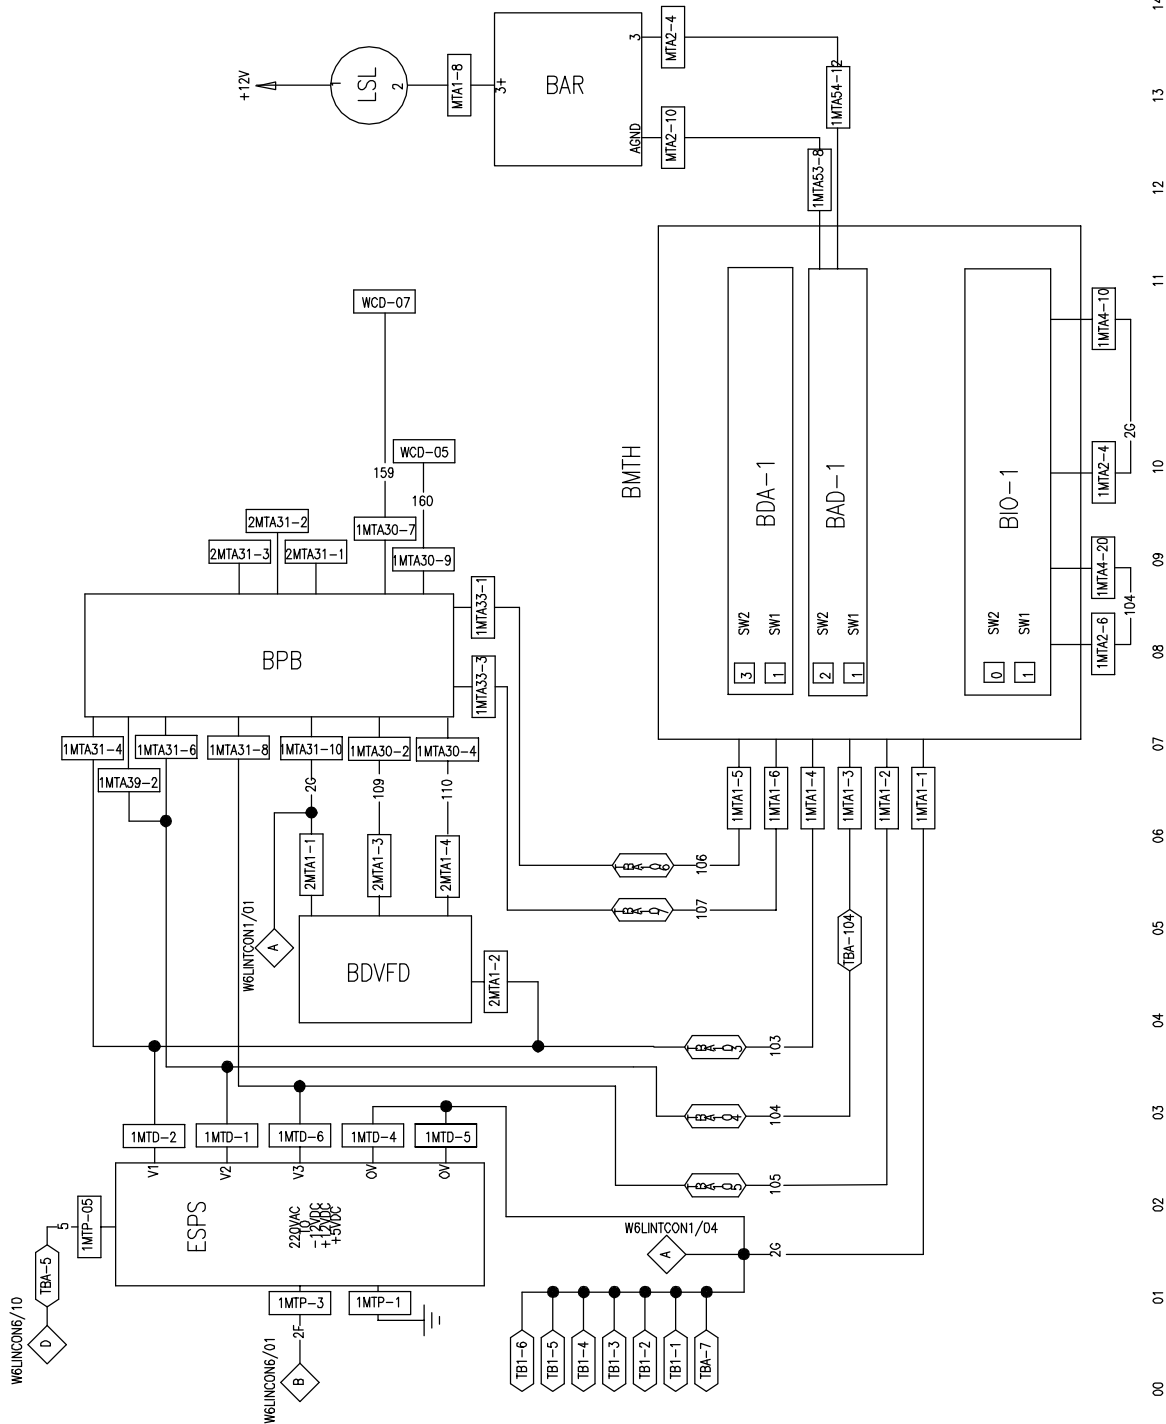 14
13
12
11
10
09
08
07
06
05
04
03
02
01
00
+12V
1
LSL
2
MTA1-8
3+
BAR
3
AGND
MTA2-4
MTA2-10
1MTA54-12
1MTA53-8
WCD-07
159
WCD-05
160
2MTA31-2
2MTA31-3
2MTA31-1
1MTA30-7
1MTA30-9
1MTA33-1
1MTA33-3
BPB
1MTA31-4
1MTA39-2
1MTA31-6
1MTA31-8
1MTA31-10
1MTA30-2
1MTA30-4
2G
109
110
2MTA1-1
2MTA1-3
2MTA1-4
W6LINTCON1/01
A
BDVFD
2MTA1-2
BMTH
BDA-1
SW2
SW1
3
1
BAD-1
SW2
SW1
2
1
BIO-1
SW2
SW1
0
1
1MTA4-10
2G
1MTA2-4
1MTA4-20
104
1MTA2-6
1MTA1-5
1MTA1-6
1MTA1-4
1MTA1-3
1MTA1-2
1MTA1-1
106
107
TBA-104
103
104
105
1MTD-2
1MTD-1
1MTD-6
1MTD-4
1MTD-5
V1
V2
V3
0V
0V
ESPS
220VAC
TO
-12VDC
+12VDC
+5VDC
1MTP-05
5
TBA-5
D
W6LINCON6/10
1MTP-3
2F
B
W6LINCON6/01
1MTP-1
W6LINTCON1/04
A
2G
TB1-6
TB1-5
TB1-4
TB1-3
TB1-2
TB1-1
TBA-7